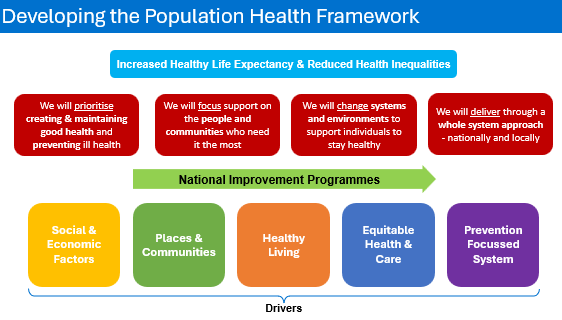 Developing the Population Health Framework
Increased Healthy Life Expectancy & Reduced Health Inequalities
We will prioritise
creating & maintaining
good health and
preventing ill health
We will focus support on
the people and
communities who need
it the most
We will change systems
and environments to
support individuals to
stay healthy
We will deliver through a
whole system approach
- nationally and locally
National Improvement Programmes
Social &
Economic
Factors
Places &
Communities
Healthy
Living
Equitable
Health &
Care
Prevention
Focussed
System
Drivers